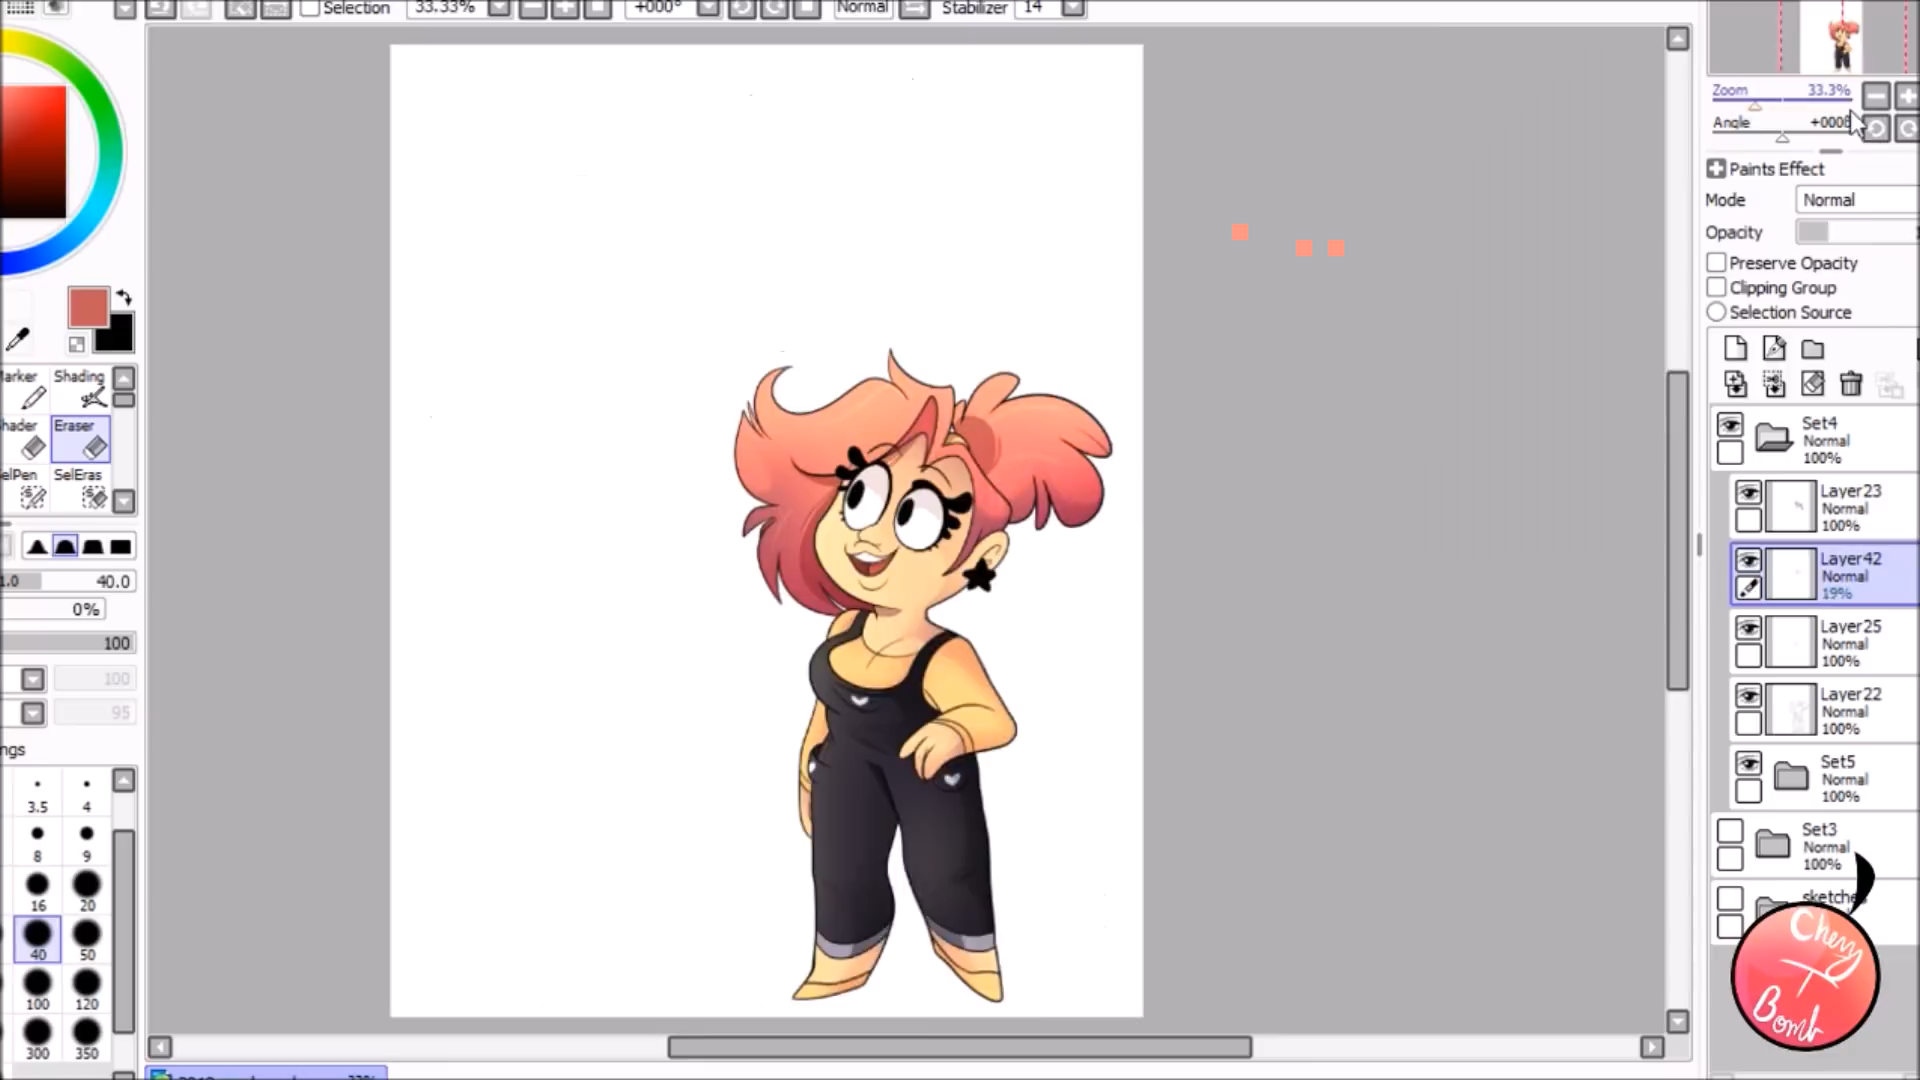 Selection 33.33% +000° Normal Stabilizer 14
Zoom 33.3%
Angle
Paints Effect
Mode Normal
Opacity
Preserve Opacity
Clipping Group
Selection Source
Shading
Eraser
SelEras
40.0
0%
100
100
95
3.5 4
8 9
16 20
40 50
100 120
300 350
Set4
Normal
100%
Layer23
Normal
100%
Layer42
Normal
19%
Layer25
Normal
100%
Layer22
Normal
100%
Set5
Normal
100%
Set3
Normal
100%
Cherry
Bomb